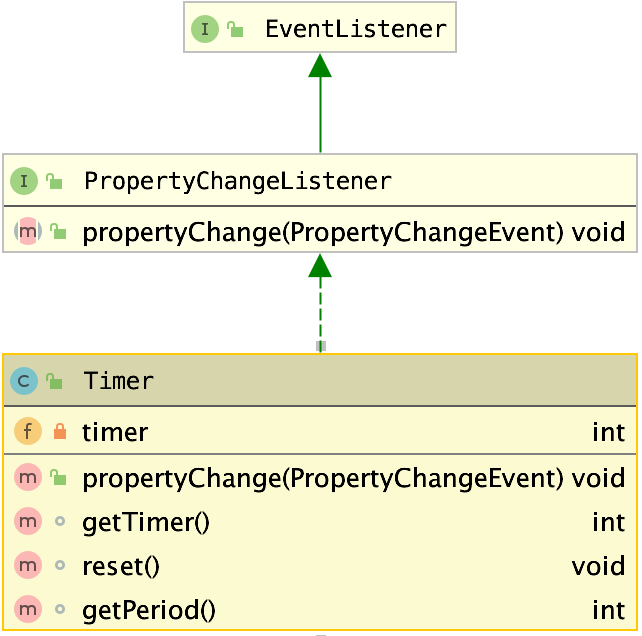 I EventListener
I PropertyChangeListener
m propertyChange(PropertyChangeEvent) void
C Timer
f timer int
m propertyChange(PropertyChangeEvent) void
m getTimer() int
m reset() void
m getPeriod() int